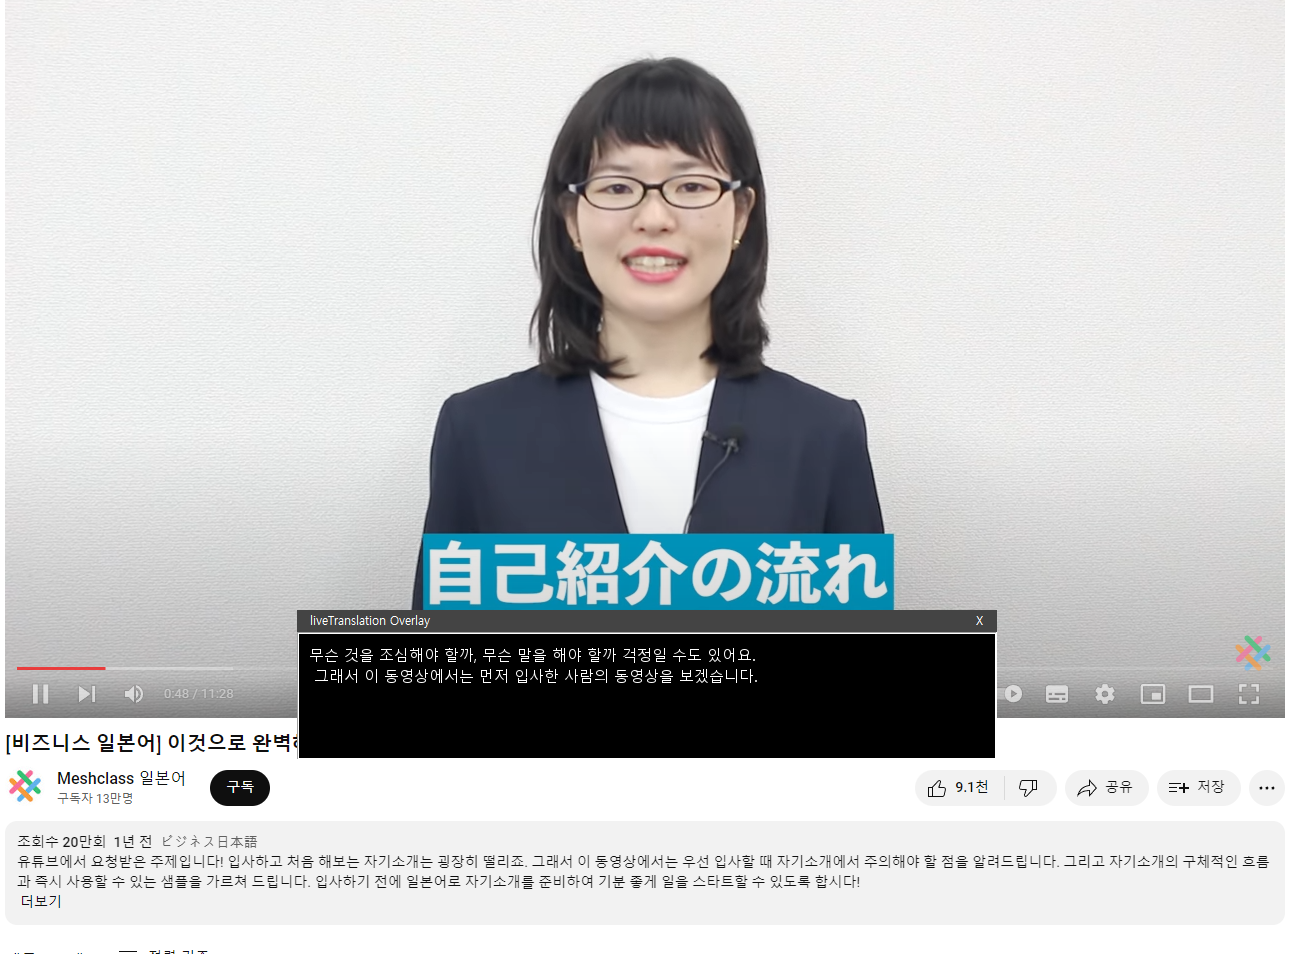 自己紹介の流れ
liveTranslation Overlay X
무슨 것을 조심해야 할까, 무슨 말을 해야 할까 걱정일 수도 있어요.
그래서 이 동영상에서는 먼저 입사한 사람의 동영상을 보겠습니다.
0:48 / 11:28
[비즈니스 일본어] 이것으로 완벽
Meshclass 일본어
구독자 13만명
구독
9.1천
공유
저장
조회수 20만회 1년 전 ビジネス日本語
유튜브에서 요청받은 주제입니다! 입사하고 처음 해보는 자기소개는 굉장히 떨리죠. 그래서 이 동영상에서는 우선 입사할 때 자기소개에서 주의해야 할 점을 알려드립니다. 그리고 자기소개의 구체적인 흐름
과 즉시 사용할 수 있는 샘플을 가르쳐 드립니다. 입사하기 전에 일본어로 자기소개를 준비하여 기분 좋게 일을 스타트할 수 있도록 합시다!
더보기